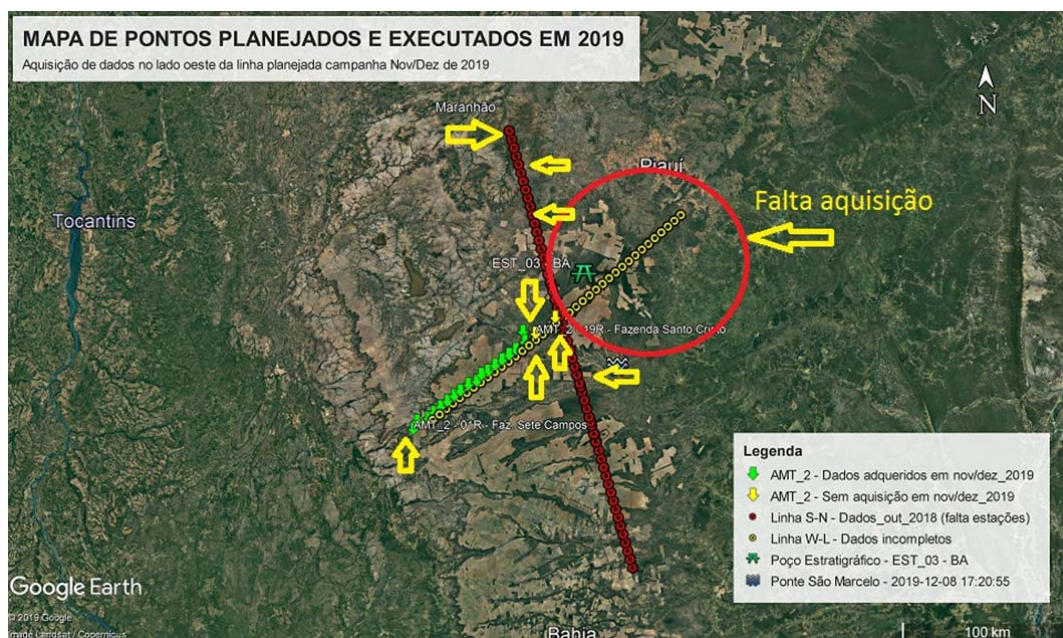 MAPA DE PONTOS PLANEJADOS E EXECUTADOS EM 2019
Aquisição de dados no lado oeste da linha planejada campanha Nov/Dez de 2019
N
Maranhão
Piauí
Tocantins
Falta aquisição
EST_03 - BA
AMT_2 - 19R - Fazenda Santo Cristo
AMT_2 - 01R - Faz. Sete Campos
Legenda
AMT_2 - Dados adqueridos em nov/dez_2019
AMT_2 - Sem aquisição em nov/dez_2019
Linha S-N - Dados_out_2018 (falta estações)
Linha W-L - Dados incompletos
Poço Estratigráfico - EST_03 - BA
Ponte São Marcelo - 2019-12-08 17:20:55
Google Earth
© 2019 Google
Image Landsat / Copernicus
Bahia
100 km